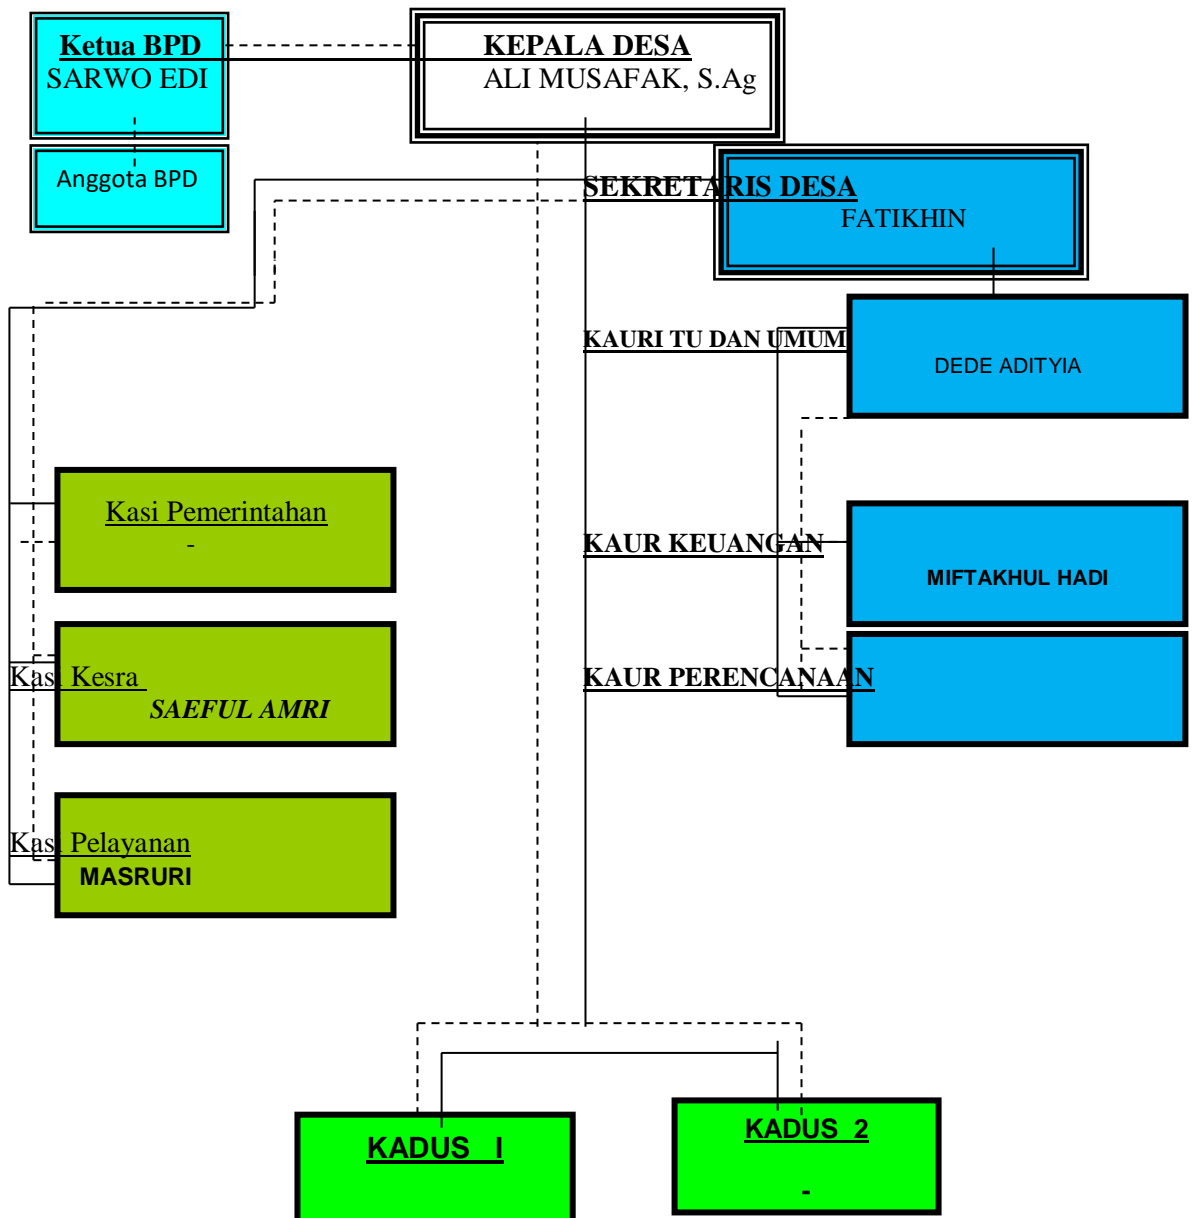 Ketua BPD
SARWO EDI
KEPALA DESA
ALI MUSAFAK, S.Ag
Anggota BPD
SEKRETARIS DESA
FATIKHIN
KAURI TU DAN UMUM
DEDE ADITYIA
Kasi Pemerintahan
-
KAUR KEUANGAN
MIFTAKHUL HADI
Kasi Kesra
SAEFUL AMRI
KAUR PERENCANAAN
Kasi Pelayanan
MASRURI
KADUS I
KADUS 2
-